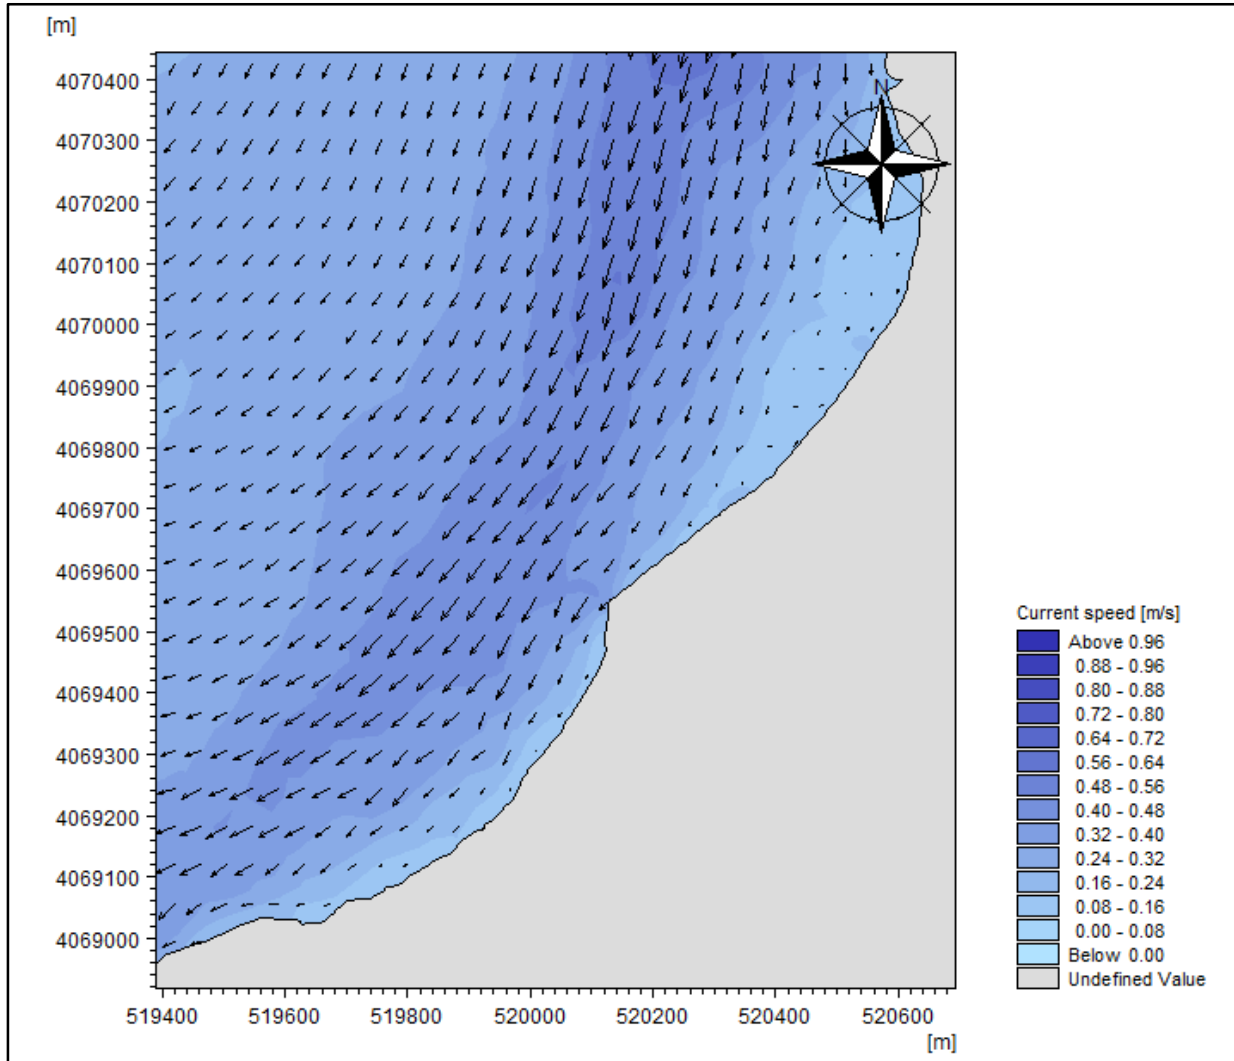 [m]
4070400
4070300
4070200
4070100
4070000
4069900
4069800
4069700
4069600
4069500
4069400
4069300
4069200
4069100
4069000
519400 519600 519800 520000 520200 520400 520600
[m]
N
Current speed [m/s]
Above 0.96
0.88 - 0.96
0.80 - 0.88
0.72 - 0.80
0.64 - 0.72
0.56 - 0.64
0.48 - 0.56
0.40 - 0.48
0.32 - 0.40
0.24 - 0.32
0.16 - 0.24
0.08 - 0.16
0.00 - 0.08
Below 0.00
Undefined Value